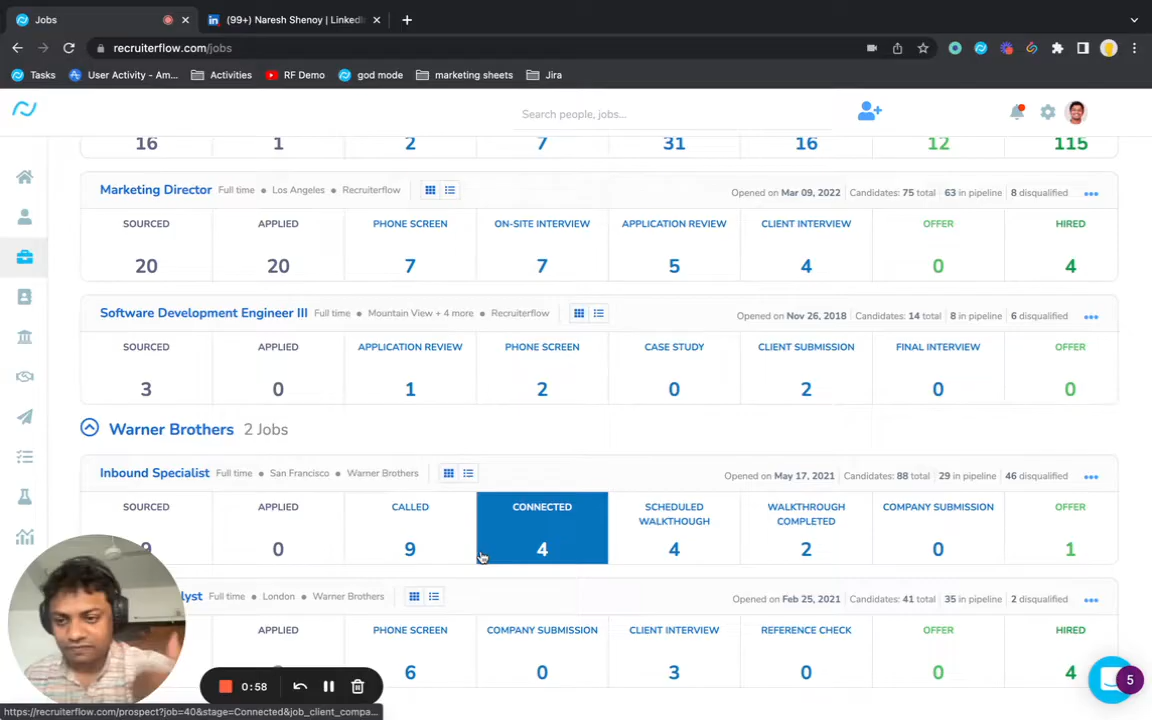 Jobs
(99+) Naresh Shenoy | LinkedIn
recruiterflow.com/jobs
Tasks
User Activity - Am...
Activities
RF Demo
god mode
marketing sheets
Jira
Search people, jobs...
16 1 2 7 31 16 12 115
Marketing Director Full time • Los Angeles • Recruiterflow Opened on Mar 09, 2022 Candidates: 75 total 63 in pipeline 8 disqualified
SOURCED APPLIED PHONE SCREEN ON-SITE INTERVIEW APPLICATION REVIEW CLIENT INTERVIEW OFFER HIRED
20 20 7 7 5 4 0 4
Software Development Engineer III Full time • Mountain View + 4 more • Recruiterflow Opened on Nov 26, 2018 Candidates: 14 total 8 in pipeline 6 disqualified
SOURCED APPLIED APPLICATION REVIEW PHONE SCREEN CASE STUDY CLIENT SUBMISSION FINAL INTERVIEW OFFER
3 0 1 2 0 2 0 0
Warner Brothers 2 Jobs
Inbound Specialist Full time • San Francisco • Warner Brothers Opened on May 17, 2021 Candidates: 88 total 29 in pipeline 46 disqualified
SOURCED APPLIED CALLED CONNECTED SCHEDULED WALKTHOUGH WALKTHROUGH COMPLETED COMPANY SUBMISSION OFFER
0 9 4 4 2 0 1
lyst Full time • London • Warner Brothers Opened on Feb 25, 2021 Candidates: 41 total 35 in pipeline 2 disqualified
APPLIED PHONE SCREEN COMPANY SUBMISSION CLIENT INTERVIEW REFERENCE CHECK OFFER HIRED
6 0 3 0 0 4
0:58
5
https://recruiterflow.com/prospect?job=40&stage=Connected&job_client_compa...